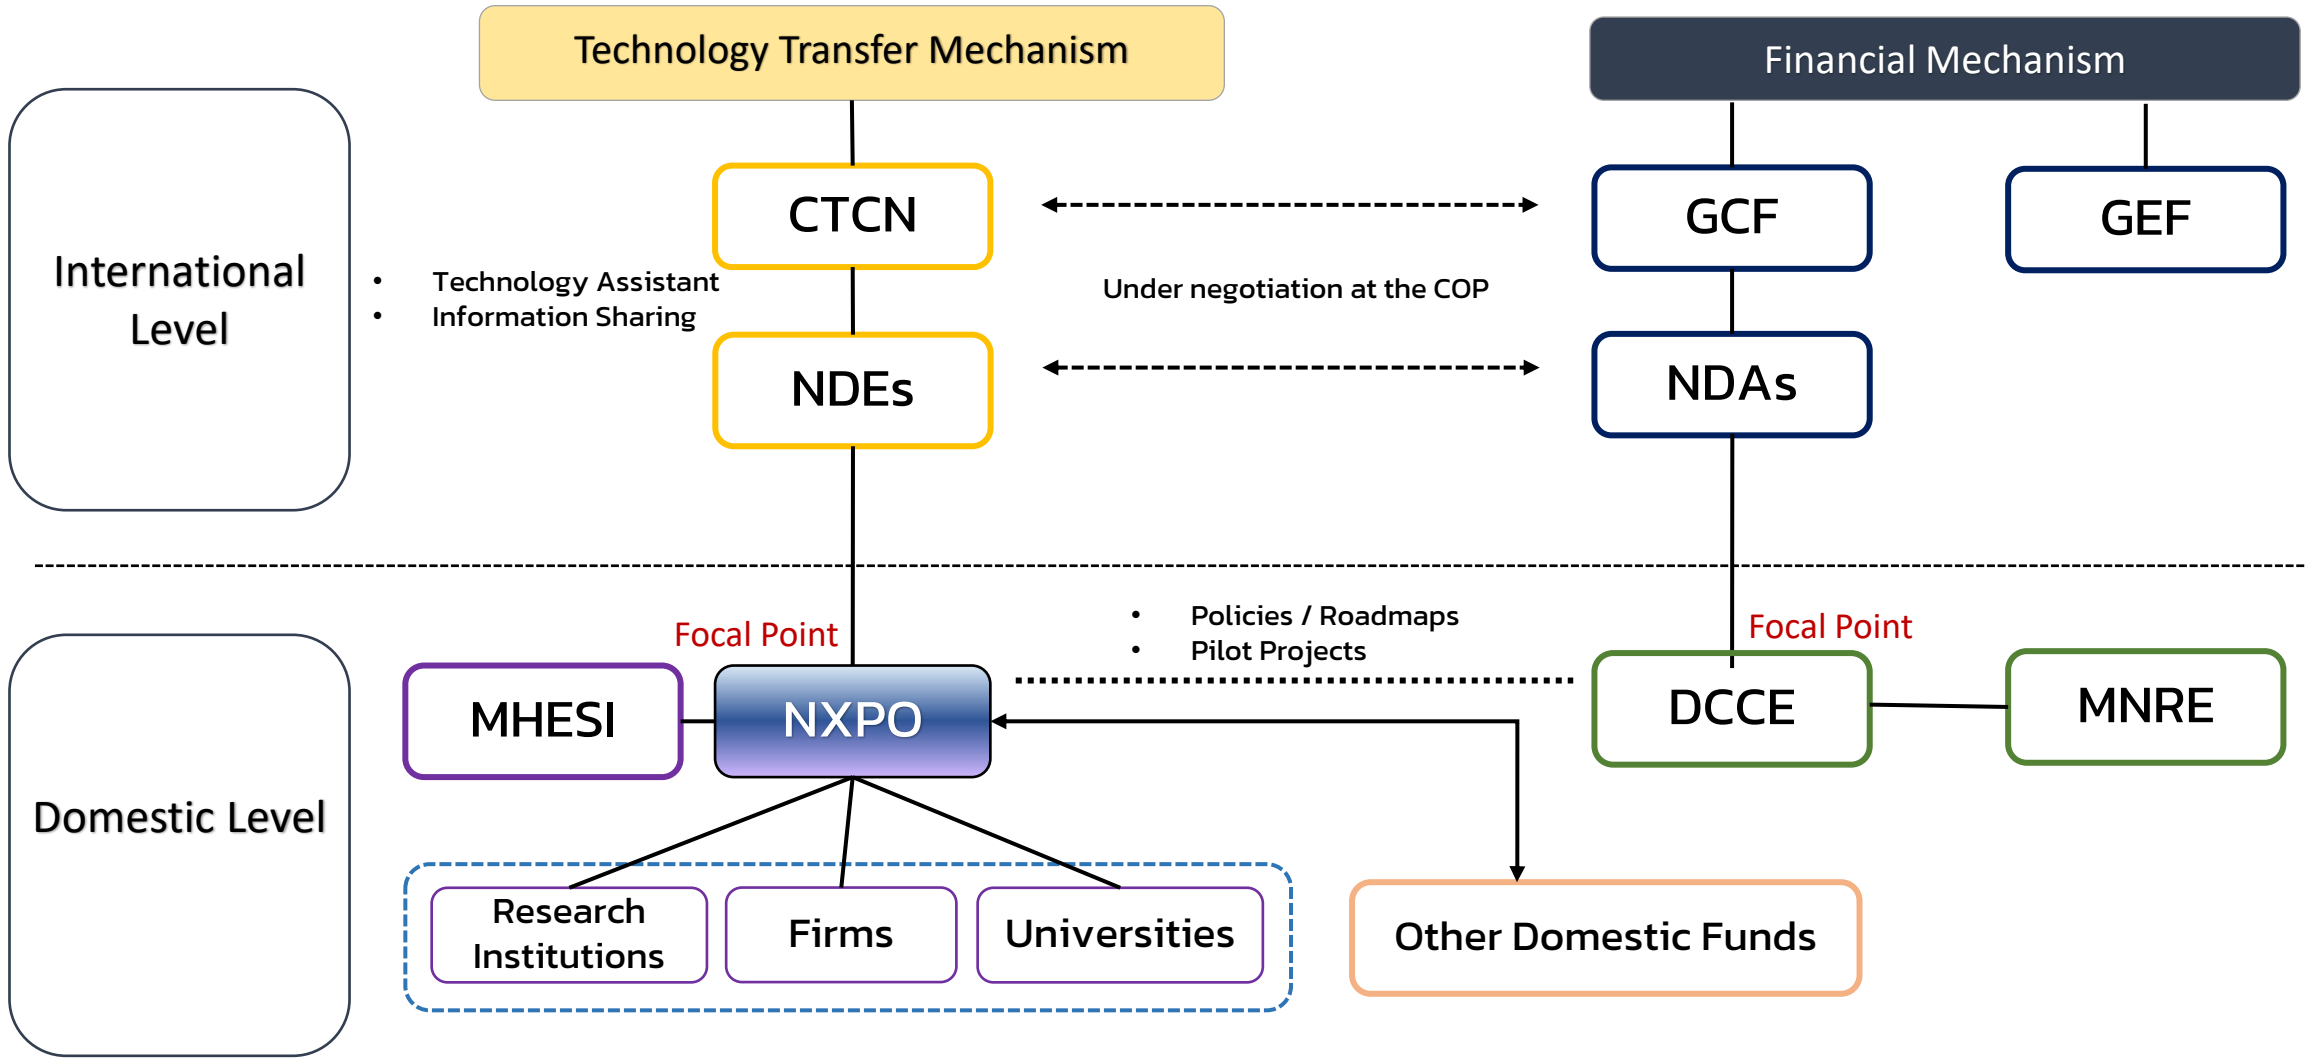 Technology Transfer Mechanism
Financial Mechanism
International
Level
CTCN
GCF
GEF
• Technology Assistant
• Information Sharing
Under negotiation at the COP
NDEs
NDAs
Focal Point
• Policies / Roadmaps
• Pilot Projects
Focal Point
Domestic Level
MHESI
NXPO
DCCE
MNRE
Research
Institutions
Firms
Universities
Other Domestic Funds